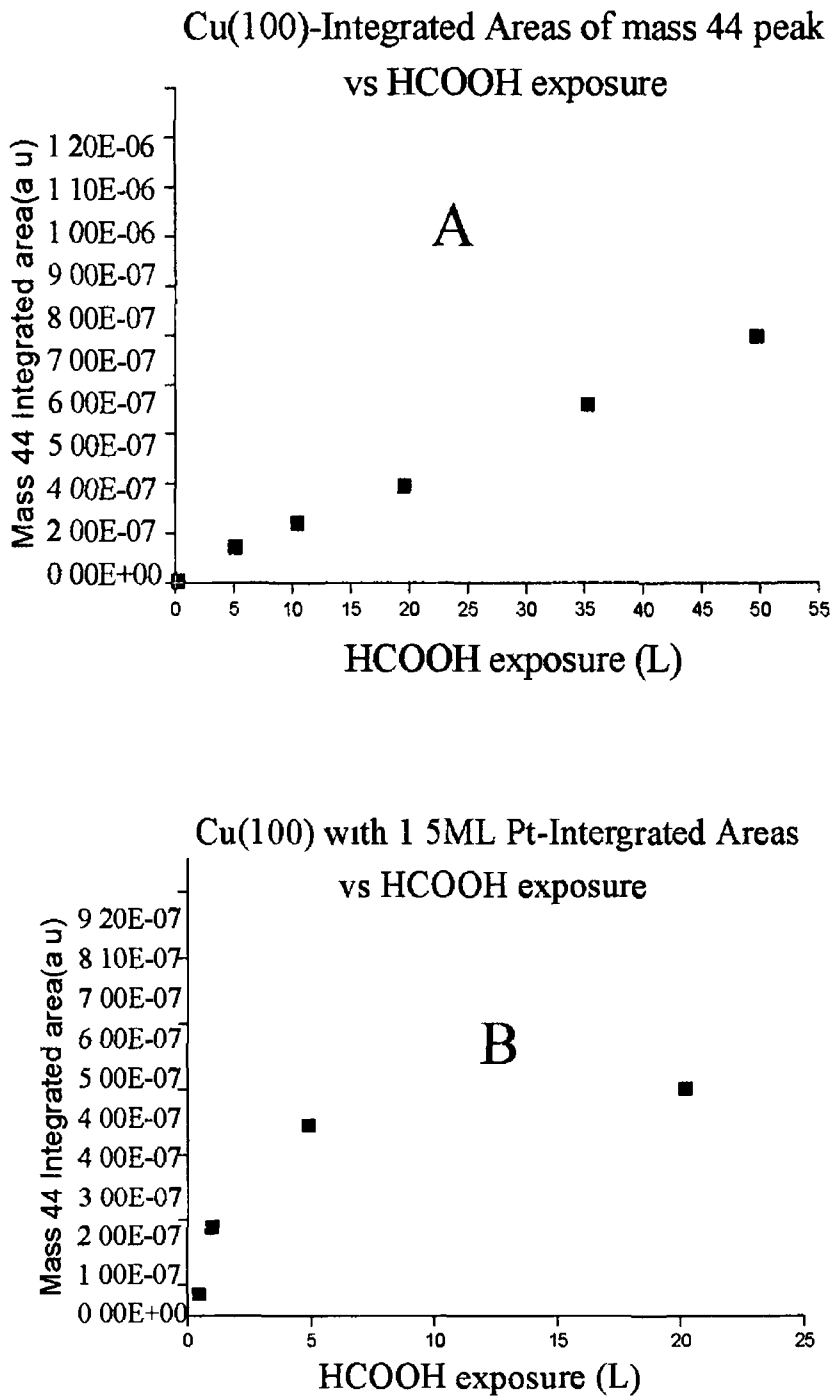 Cu(100)-Integrated Areas of mass 44 peak
vs HCOOH exposure
Mass 44 Integrated area(a u)
1 20E-06
1 10E-06
1 00E-06
9 00E-07
8 00E-07
7 00E-07
6 00E-07
5 00E-07
4 00E-07
2 00E-07
0 00E+00
A
0 5 10 15 20 25 30 35 40 45 50 55
HCOOH exposure (L)
Cu(100) with 1 5ML Pt-Intergrated Areas
vs HCOOH exposure
Mass 44 Integrated area(a u)
9 20E-07
8 10E-07
7 00E-07
6 00E-07
5 00E-07
4 00E-07
4 00E-07
3 00E-07
2 00E-07
1 00E-07
0 00E+00
B
0 5 10 15 20 25
HCOOH exposure (L)